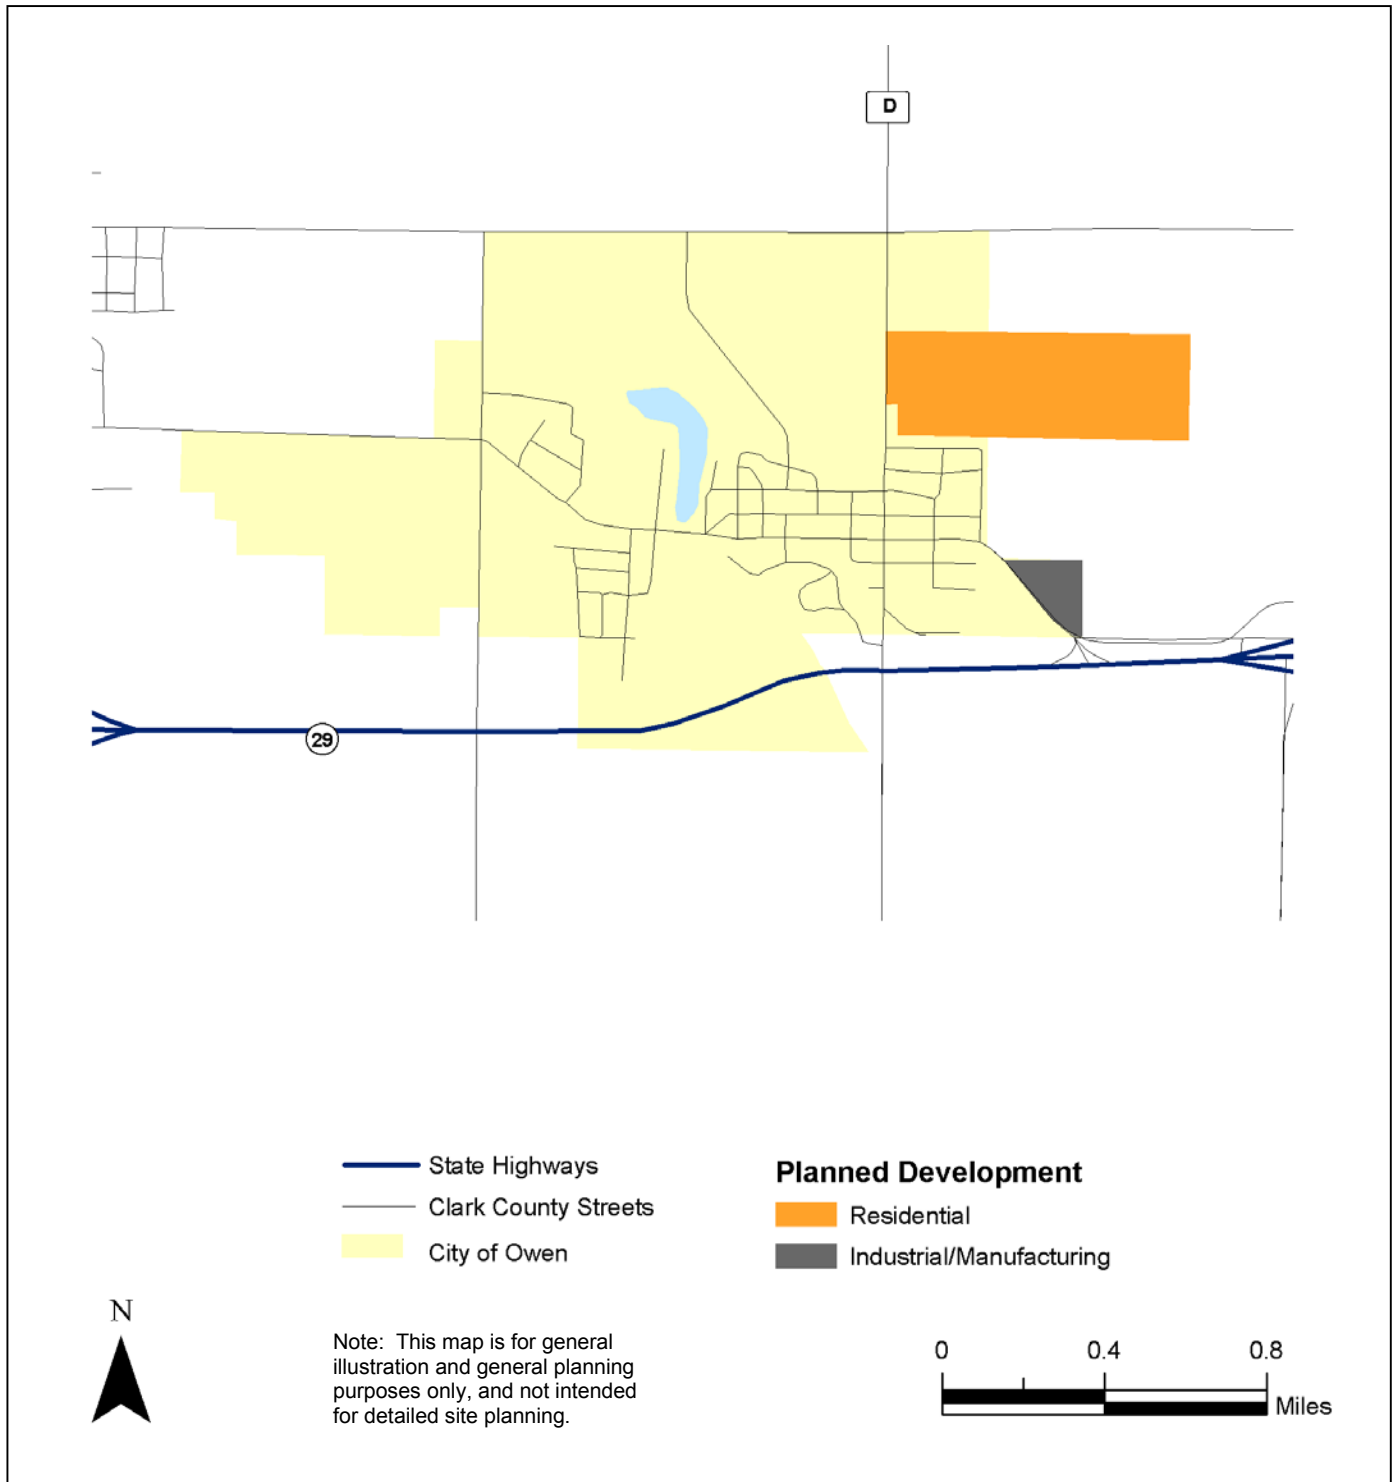 D
29
State Highways
Clark County Streets
City of Owen
Planned Development
Residential
Industrial/Manufacturing
N
Note:  This map is for general
illustration and general planning
purposes only, and not intended
for detailed site planning.
0 0.4 0.8
Miles